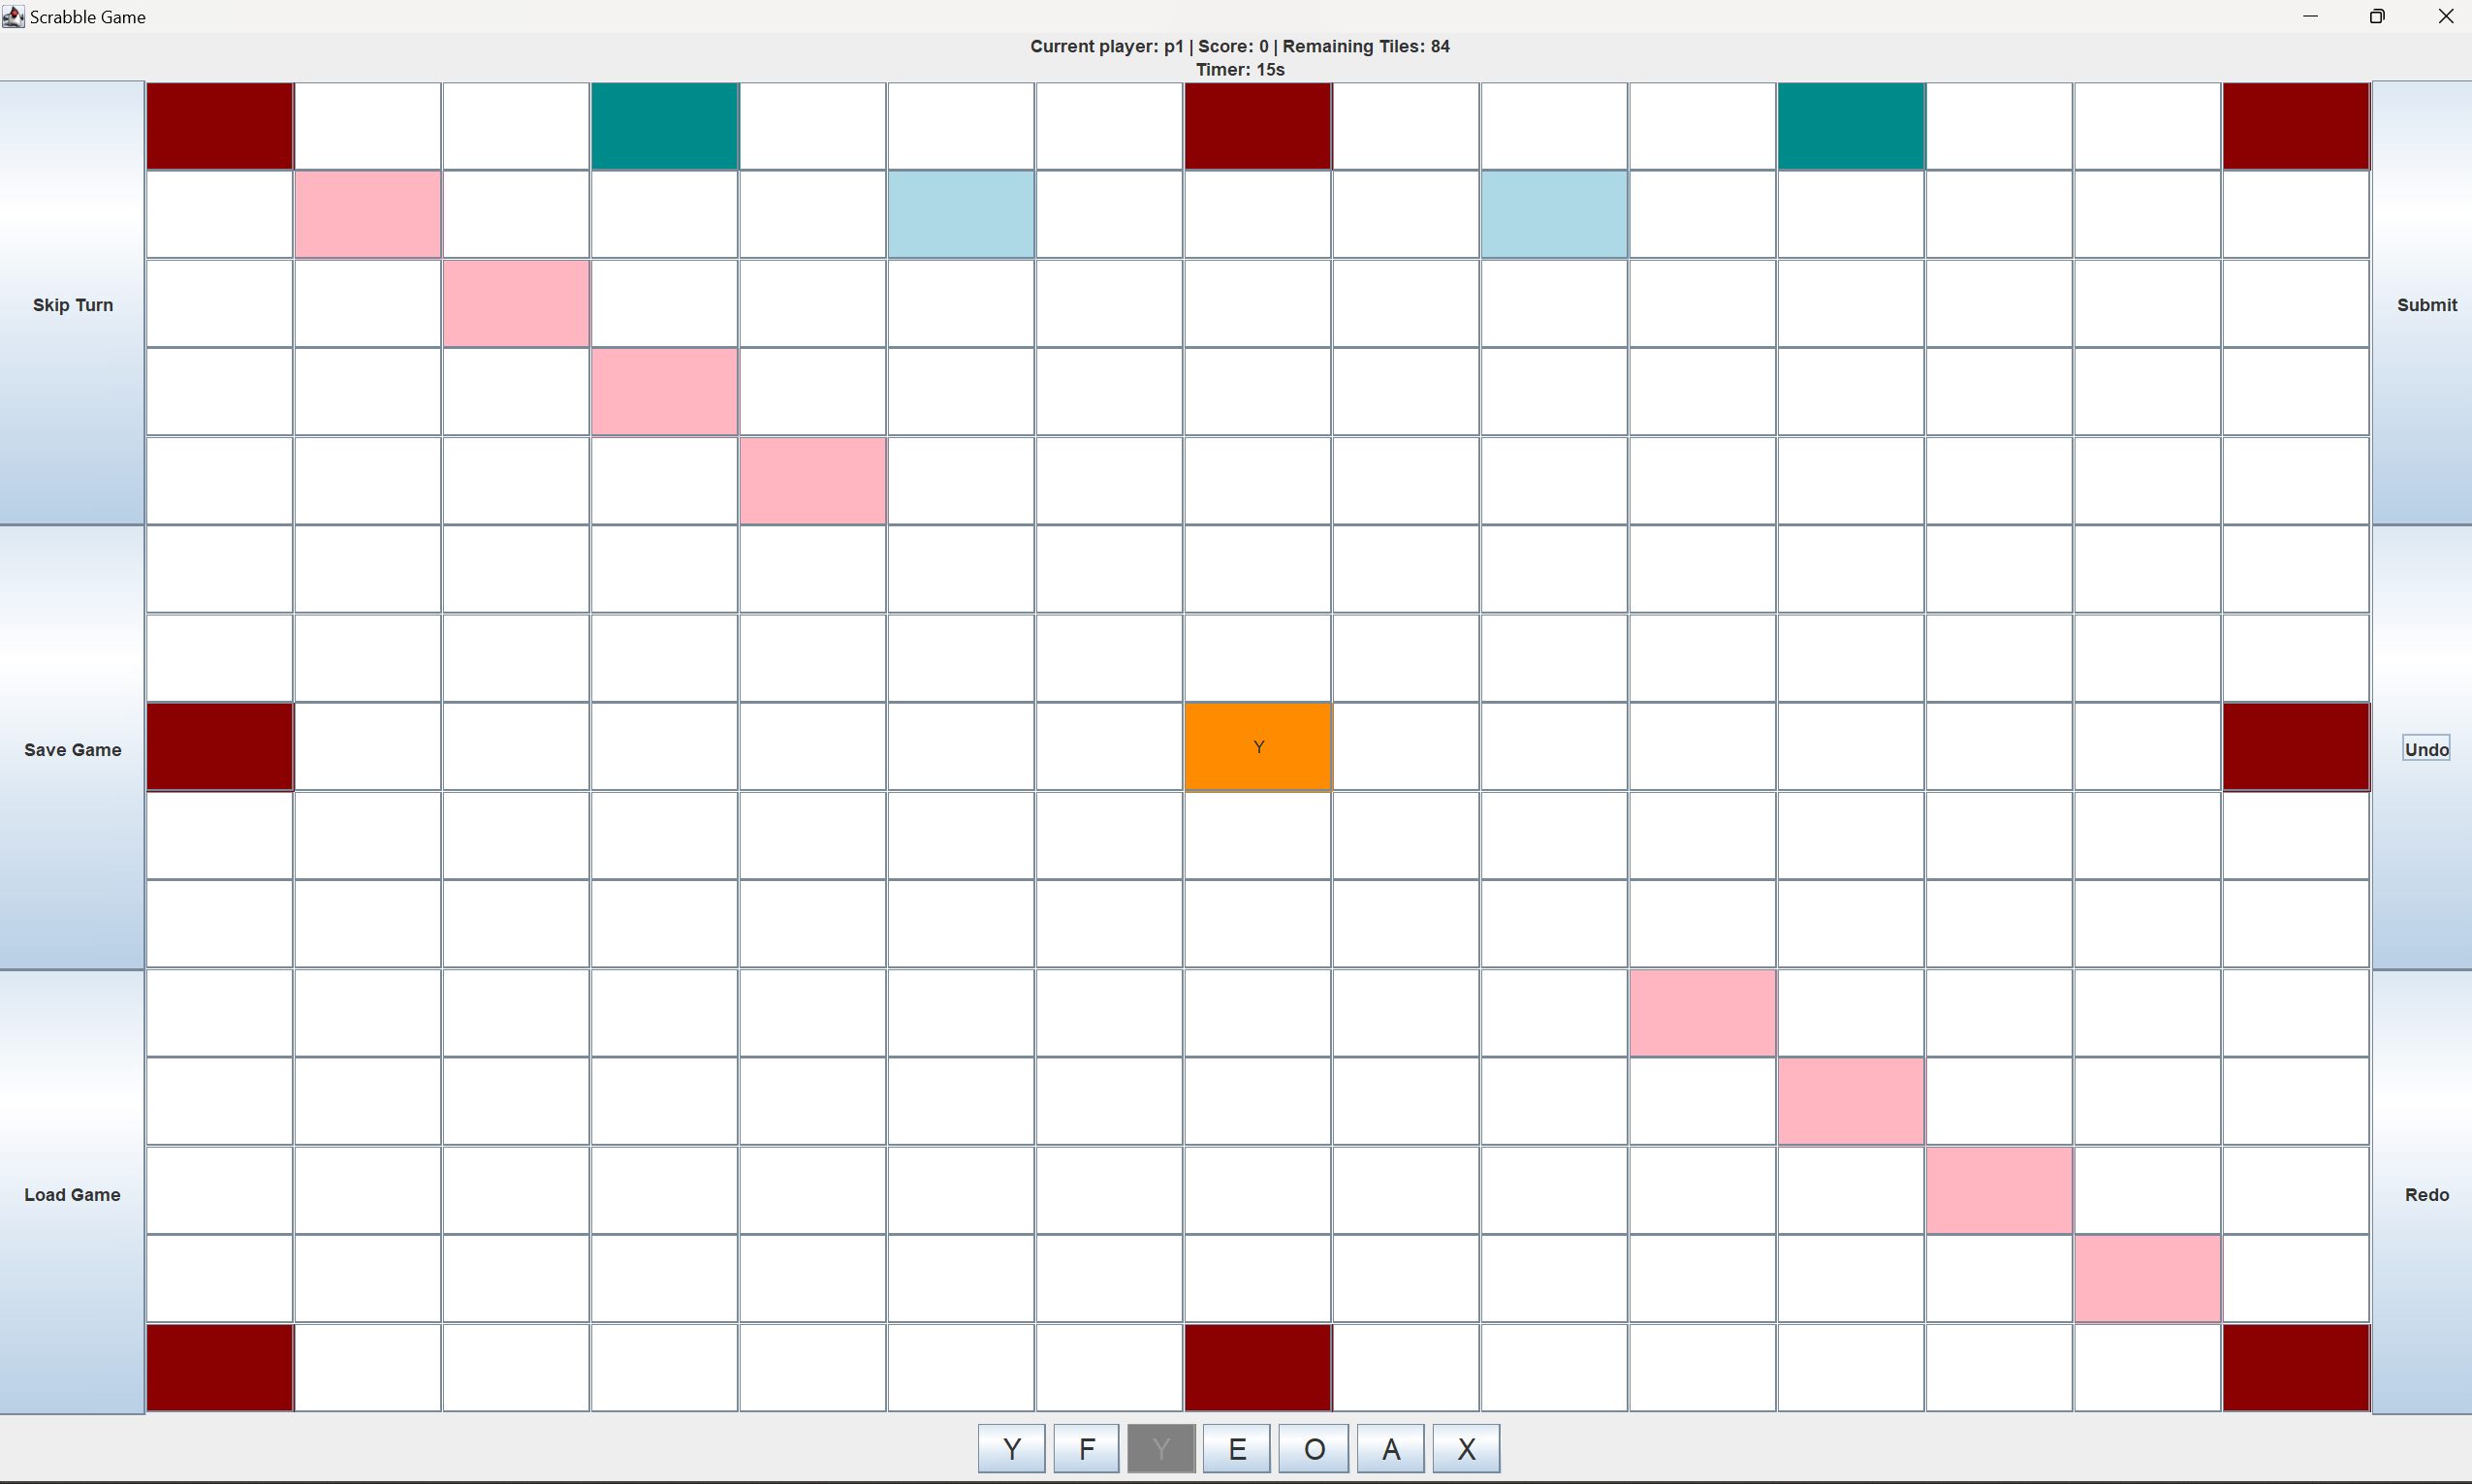 Scrabble Game
Current player: p1 | Score: 0 | Remaining Tiles: 84
Timer: 15s
Skip Turn
Submit
Save Game
Y
Undo
Load Game
Redo
Y F Y E O A X